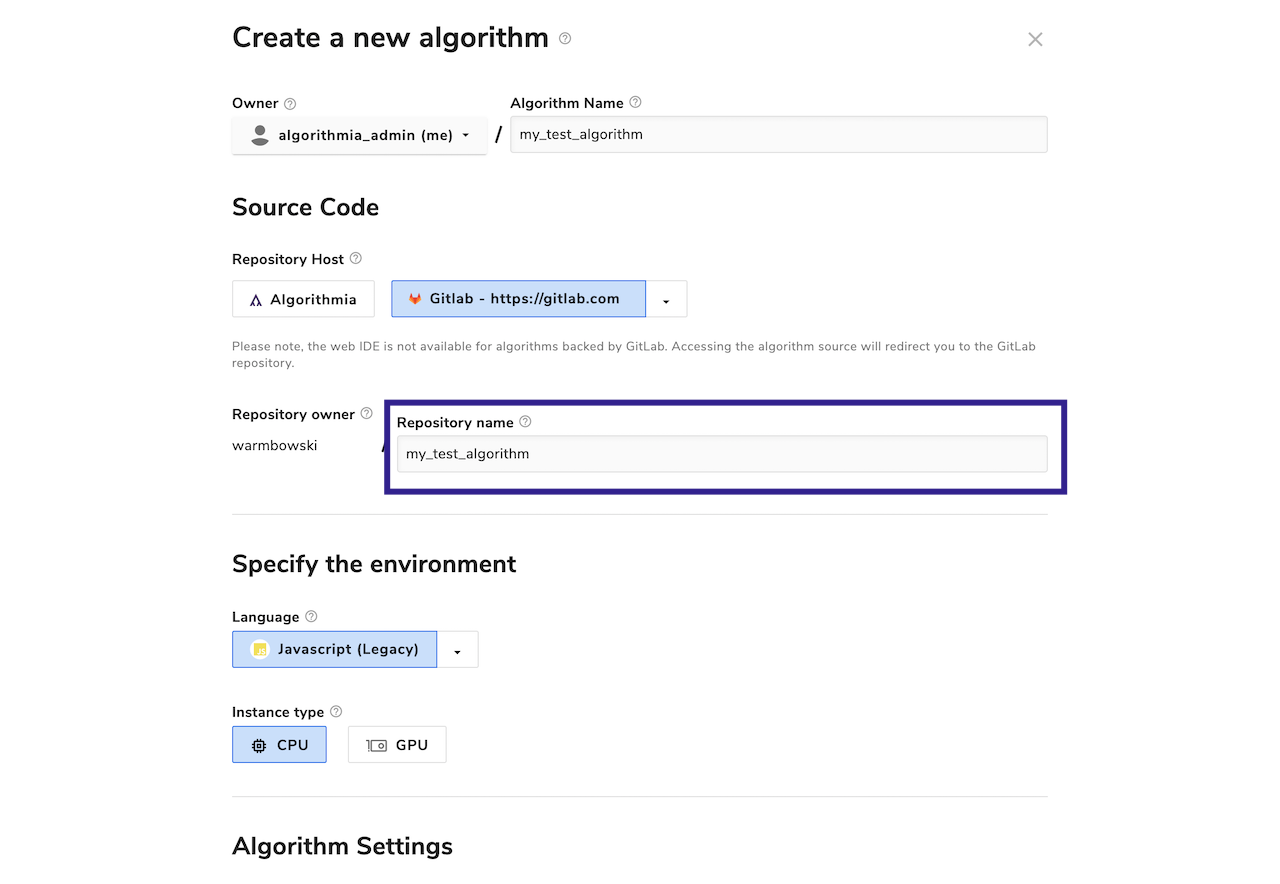 Create a new algorithm
Owner
Algorithm Name
algorithmia_admin (me)
/
my_test_algorithm
Source Code
Repository Host
Algorithmia
Gitlab - https://gitlab.com
Please note, the web IDE is not available for algorithms backed by GitLab. Accessing the algorithm source will redirect you to the GitLab
repository.
Repository owner
Repository name
warmbowski
my_test_algorithm
Specify the environment
Language
JS
Javascript (Legacy)
Instance type
CPU
GPU
Algorithm Settings